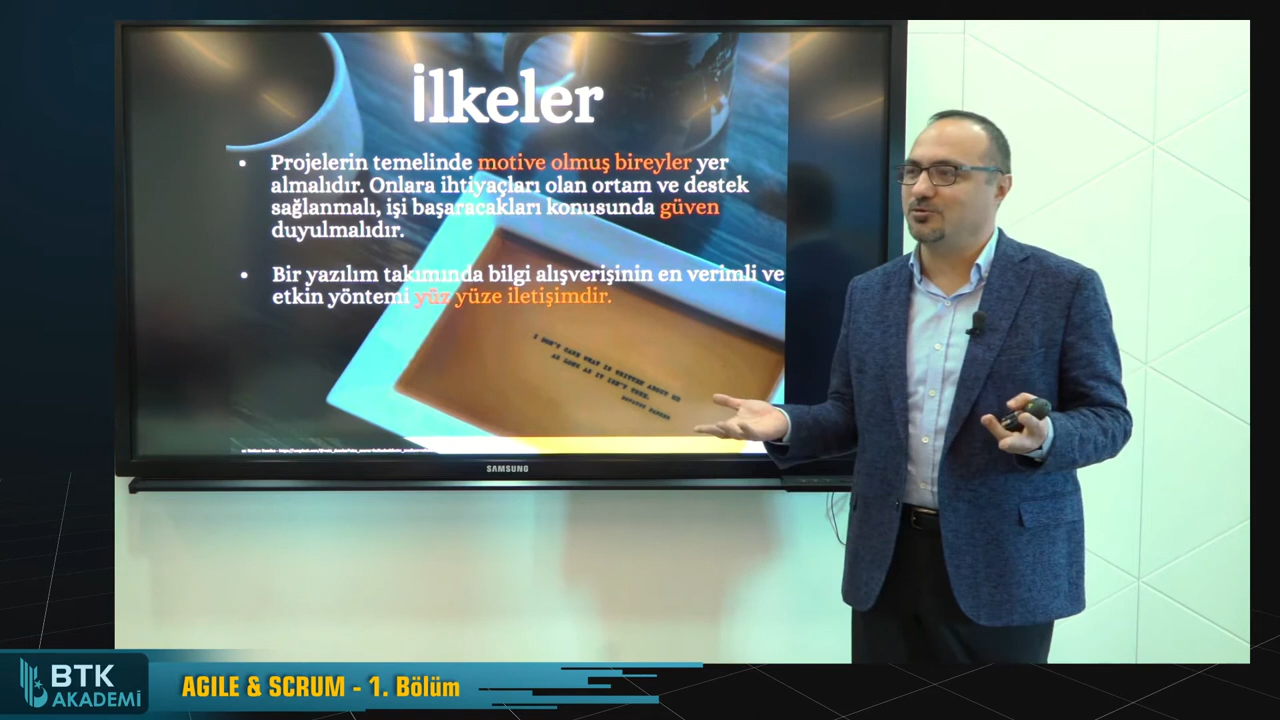 İlkeler
• Projelerin temelinde motive olmuş bireyler yer
almalıdır. Onlara ihtiyaçları olan ortam ve destek
sağlanmalı, işi başaracakları konusunda güven
duyulmalıdır.
• Bir yazılım takımında bilgi alışverişinin en verimli ve
etkin yöntemi yüz yüze iletişimdir.
SAMSUNG
BTK
AKADEMİ
AGILE & SCRUM - 1. Bölüm